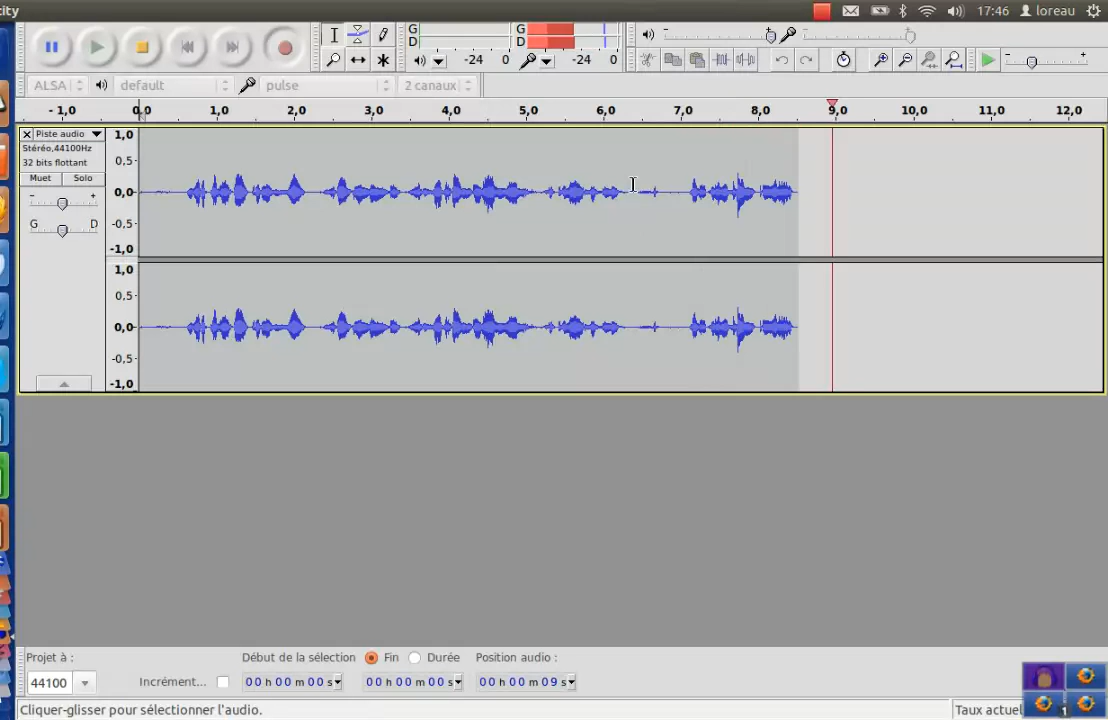 city
17:46 loreau
G
D
-24 0
G
D
-24 0
ALSA default pulse 2 canaux
- 1,0 0,0 1,0 2,0 3,0 4,0 5,0 6,0 7,0 8,0 9,0 10,0 11,0 12,0
Piste audio
Stéréo,44100Hz
32 bits flottant
Muet Solo
- +
G D
1,0
0,5-
0,0-
-0,5-
-1,0
1,0
0,5-
0,0-
-0,5-
-1,0
Projet à :
44100
Incrément...
Début de la sélection
Fin
Durée
Position audio :
00 h 00 m 00 s
00 h 00 m 00 s
00 h 00 m 09 s
1
Cliquer-glisser pour sélectionner l'audio.
Taux actuel